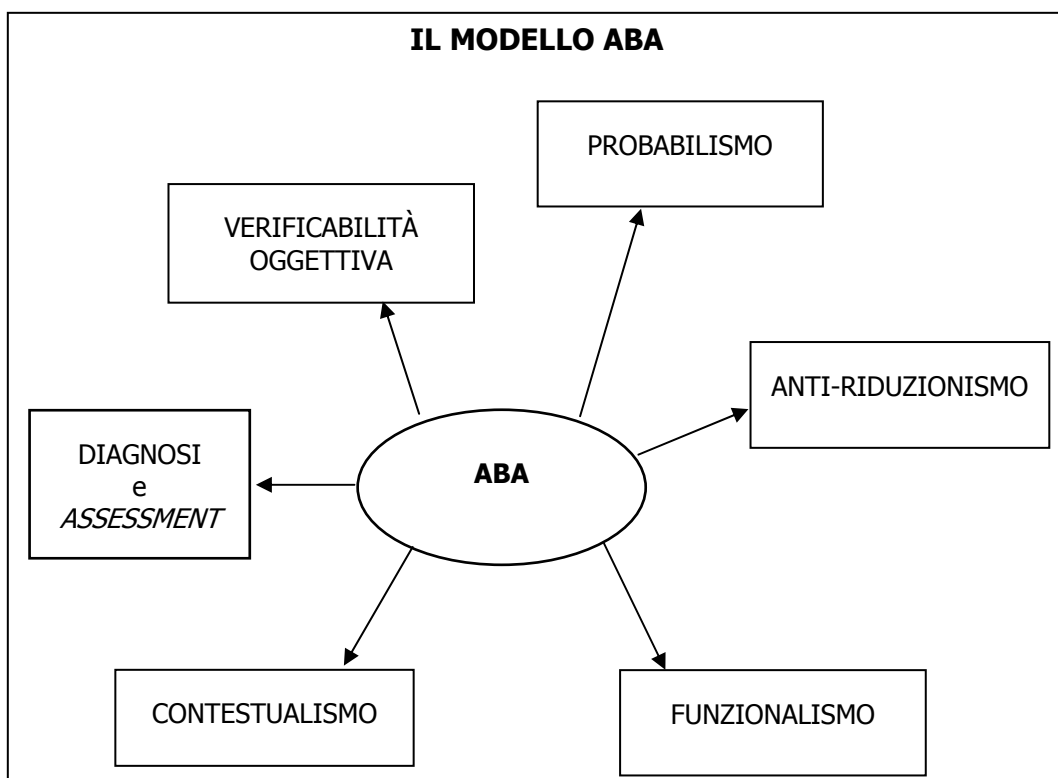 IL MODELLO ABA
PROBABILISMO
VERIFICABILITÀ
OGGETTIVA
ANTI-RIDUZIONISMO
DIAGNOSI
e
ASSESSMENT
ABA
CONTESTUALISMO
FUNZIONALISMO